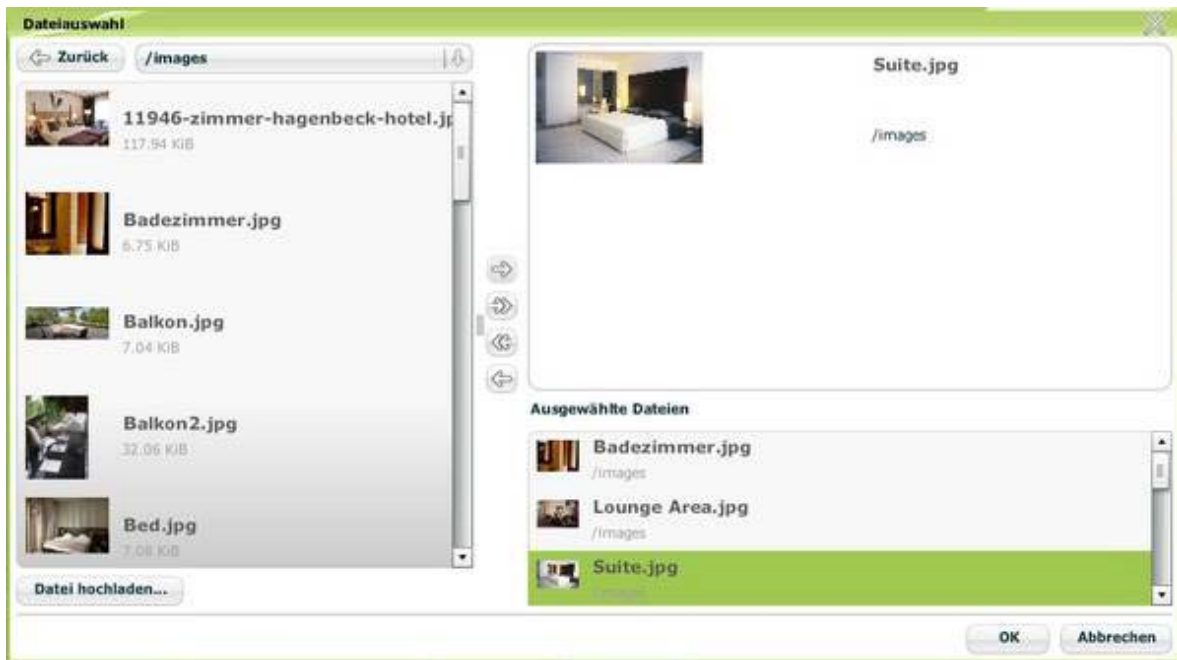 Dateiauswahl
Zurück
/images
11946-zimmer-hagenbeck-hotel.jp
117.94 KiB
Badezimmer.jpg
6.75 KiB
Balkon.jpg
7.04 KiB
Balkon2.jpg
32.06 KiB
Bed.jpg
7.08 KiB
Datei hochladen...
Suite.jpg
/images
Ausgewählte Dateien
Badezimmer.jpg
/images
Lounge Area.jpg
/images
Suite.jpg
/images
OK
Abbrechen